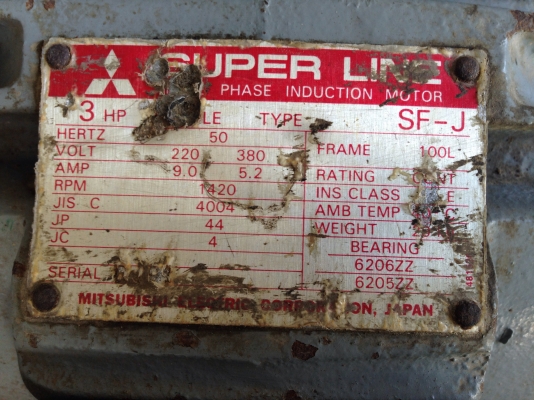 SUPER LINE
PHASE INDUCTION MOTOR
3 HP LE TYPE SF-J
HERTZ 50
VOLT 220 380
AMP 9.0 5.2
RPM 1420
JIS C 4004
JP 44
JC 4
SERIAL
FRAME 100L
RATING
INS CLASS E
AMB TEMP
WEIGHT
BEARING
6206ZZ
6205ZZ
MITSUBISHI ELECTRIC CORPORATION, JAPAN